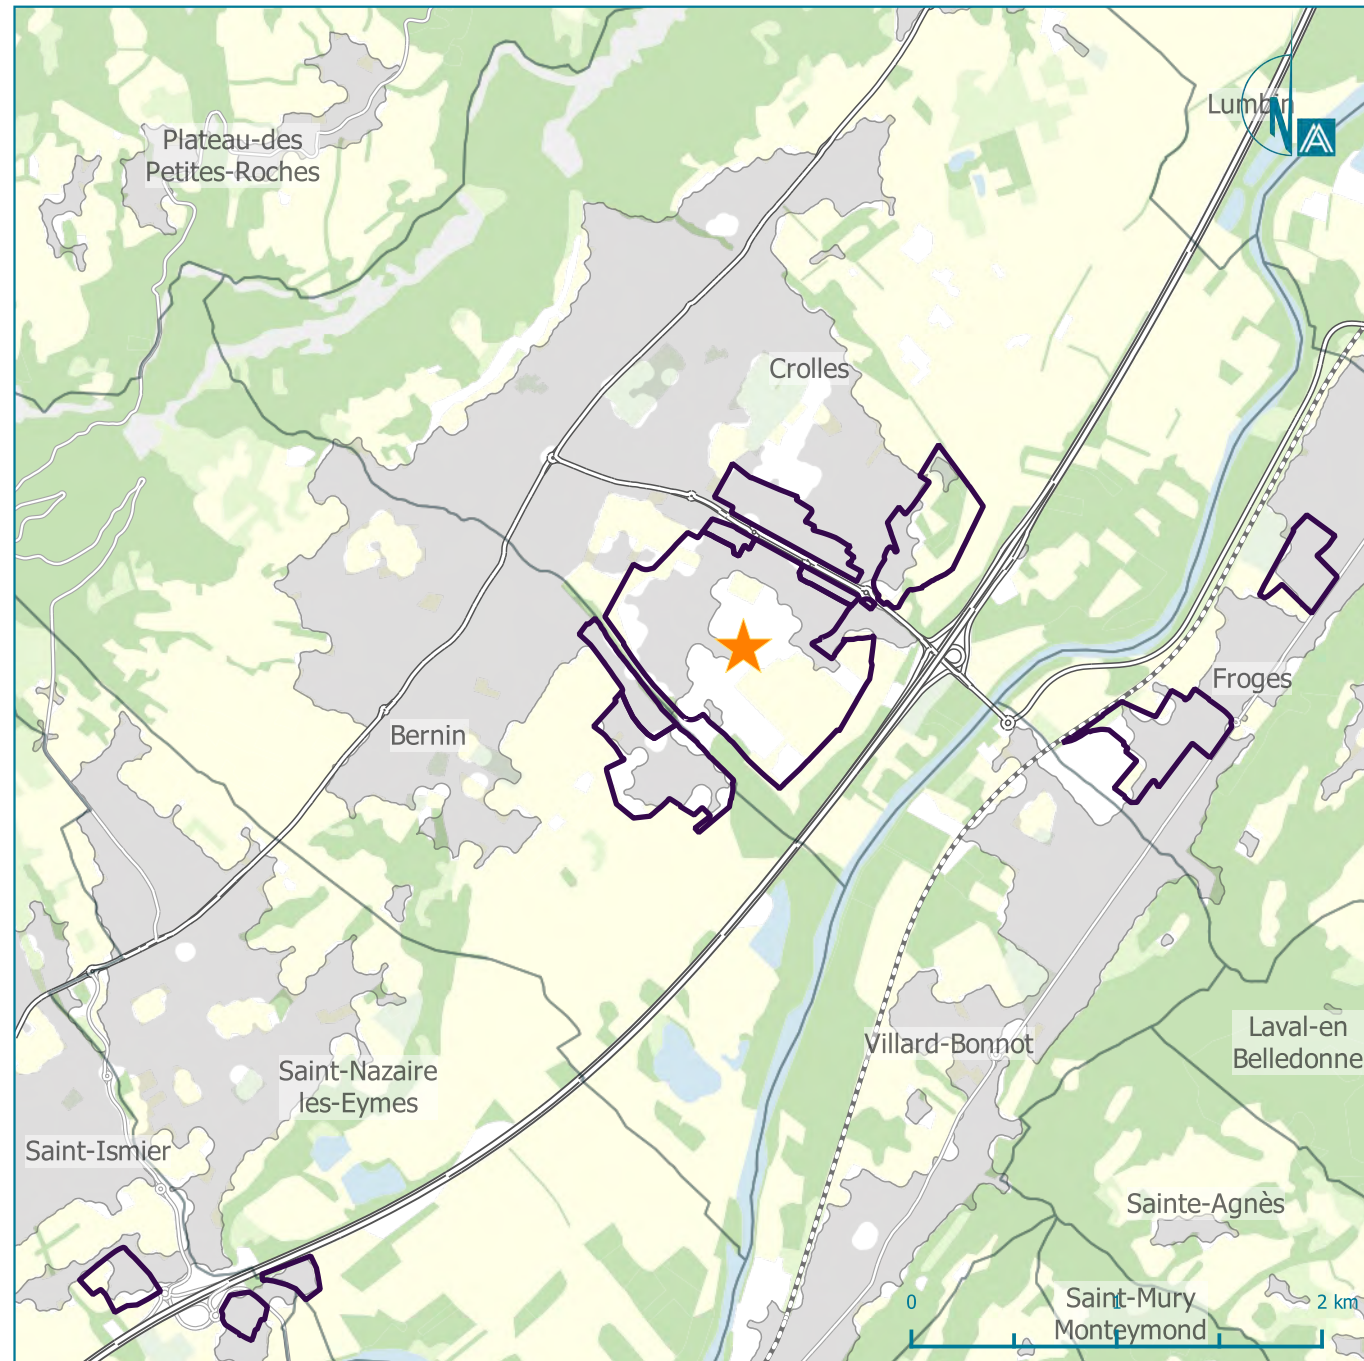 Lumbin
N
Plateau-des
Petites-Roches
Crolles
Froges
Bernin
Laval-en
Belledonne
Villard-Bonnot
Saint-Nazaire
les-Eymes
Saint-Ismier
Sainte-Agnès
Saint-Mury
Monteymond
0 1 2 km